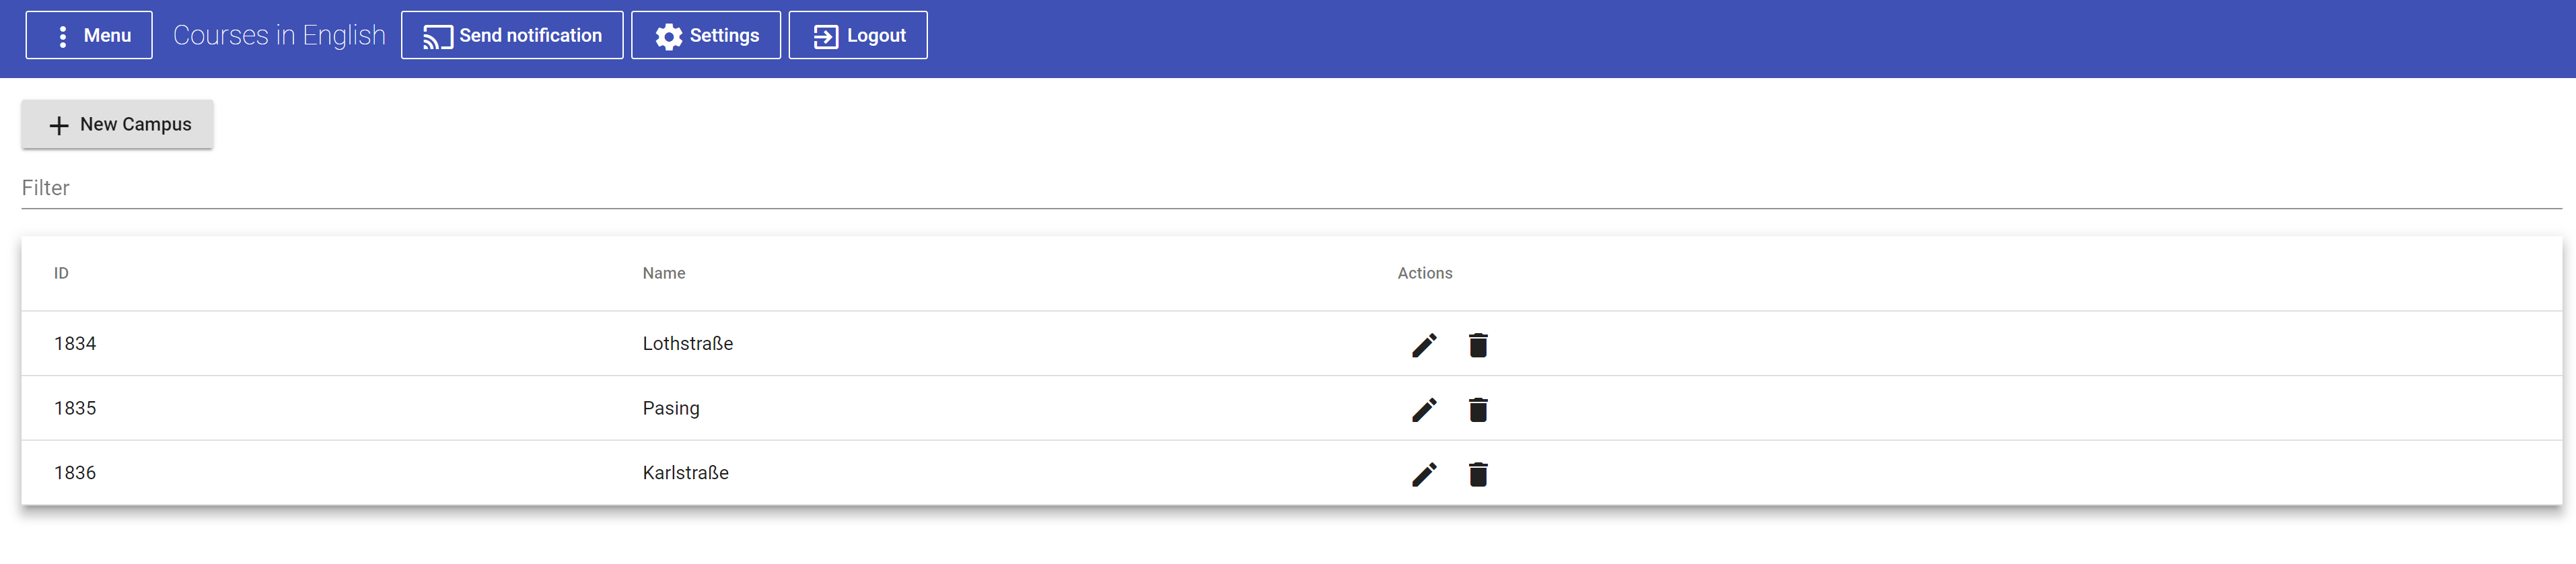 Menu Courses in English Send notification Settings Logout
New Campus
Filter
ID Name Actions
1834 Lothstraße
1835 Pasing
1836 Karlstraße